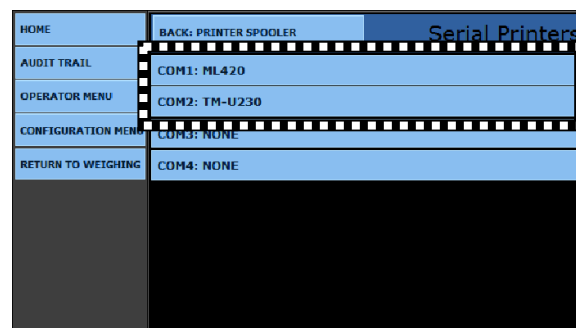 HOME
BACK: PRINTER SPOOLER
Serial Printers
AUDIT TRAIL
COM1: ML420
OPERATOR MENU
COM2: TM-U230
CONFIGURATION MENU
COM3: NONE
RETURN TO WEIGHING
COM4: NONE